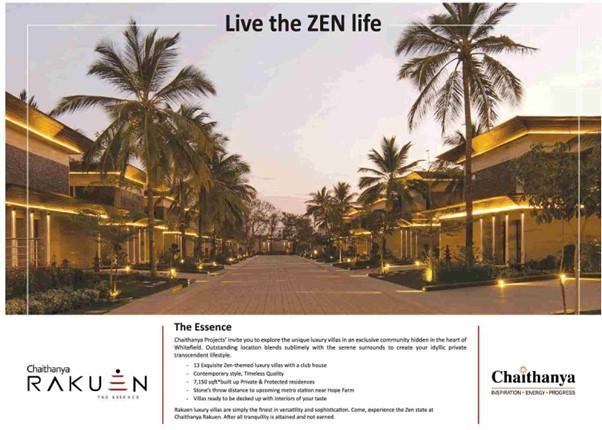 Live the ZEN life
The Essence
Chaithanya Projects' invite you to explore the unique luxury villas in an exclusive community hidden in the heart of
Whitefield. Outstanding location blends sublimely with the serene surrounds to create your idyllic private
transcendent lifestyle.
- 13 Exquisite Zen-themed luxury villas with a club house
- Contemporary style, Timeless Quality
- 7,150 sqft*built up Private & Protected residences
- Stone's throw distance to upcoming metro station near Hope Farm
- Villas ready to be decked up with interiors of your taste
Rakuen luxury villas are simply the finest in versatility and sophistication. Come, experience the Zen state at
Chaithanya Rakuen. After all tranquility is attained and not earned.
Chaithanya
RAKUEN
THE ESSENCE
Chaithanya
INSPIRATION • ENERGY • PROGRESS